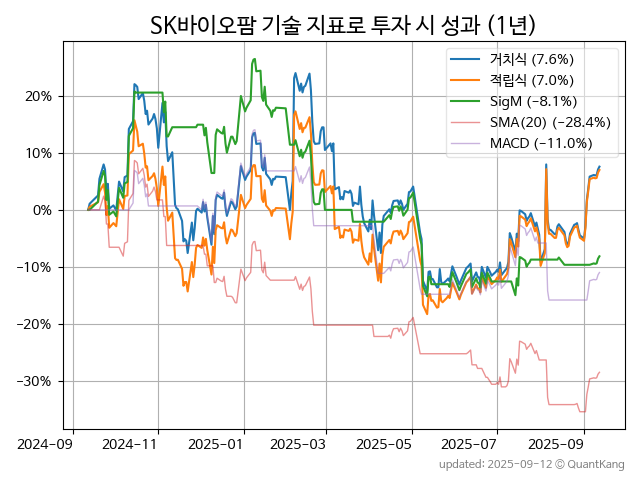 SK바이오팜 기술 지표로 투자 시 성과 (1년)
거치식 (7.6%)
적립식 (7.0%)
SigM (−8.1%)
SMA(20) (−28.4%)
MACD (−11.0%)
20%
10%
0%
−10%
−20%
−30%
2024-09 2024-11 2025-01 2025-03 2025-05 2025-07 2025-09
updated: 2025-09-12 © QuantKang